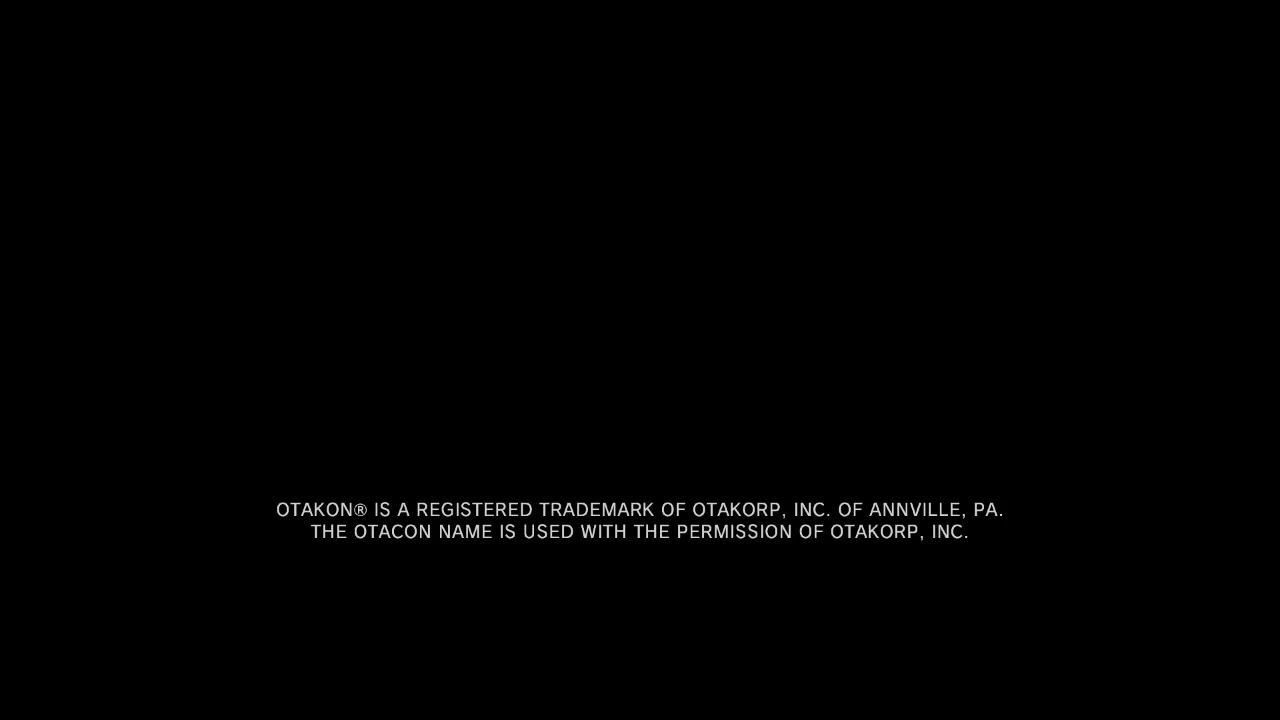 OTAKON® IS A REGISTERED TRADEMARK OF OTAKORP, INC. OF ANNVILLE, PA.
THE OTACON NAME IS USED WITH THE PERMISSION OF OTAKORP, INC.